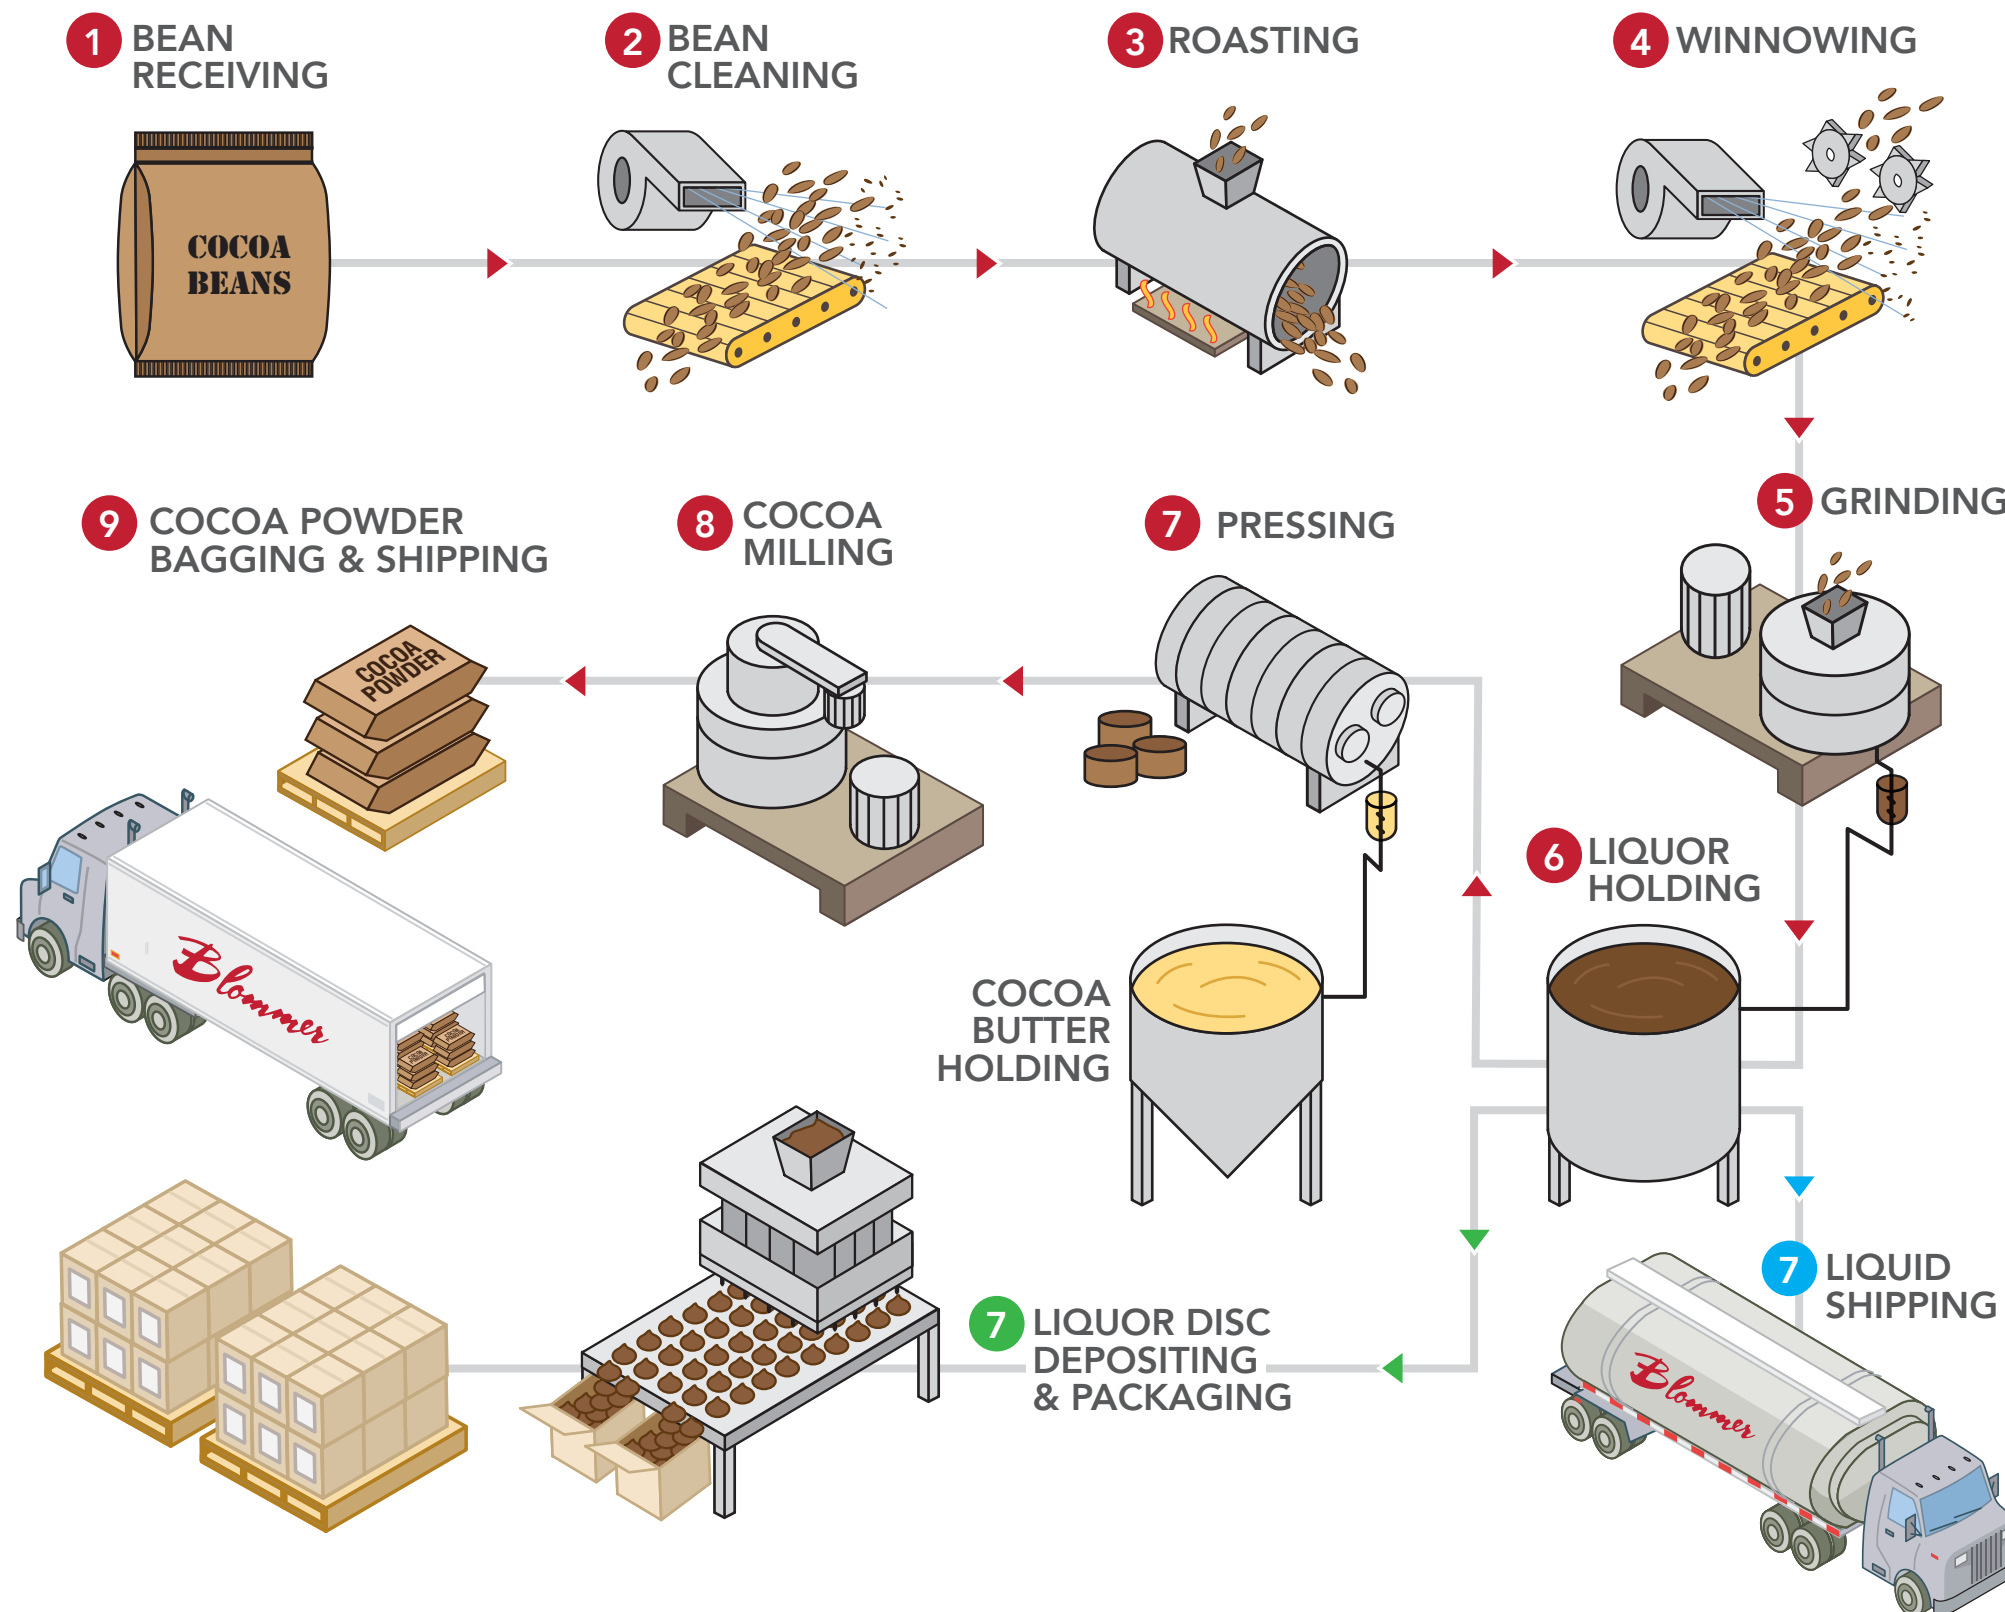 1 BEAN
RECEIVING
2 BEAN
CLEANING
3 ROASTING
4 WINNOWING
COCOA
BEANS
9 COCOA POWDER
BAGGING & SHIPPING
8 COCOA
MILLING
7 PRESSING
5 GRINDING
COCOA
POWDER
6 LIQUOR
HOLDING
Blommer
COCOA
BUTTER
HOLDING
7 LIQUOR DISC
DEPOSITING
& PACKAGING
7 LIQUID
SHIPPING
Blommer